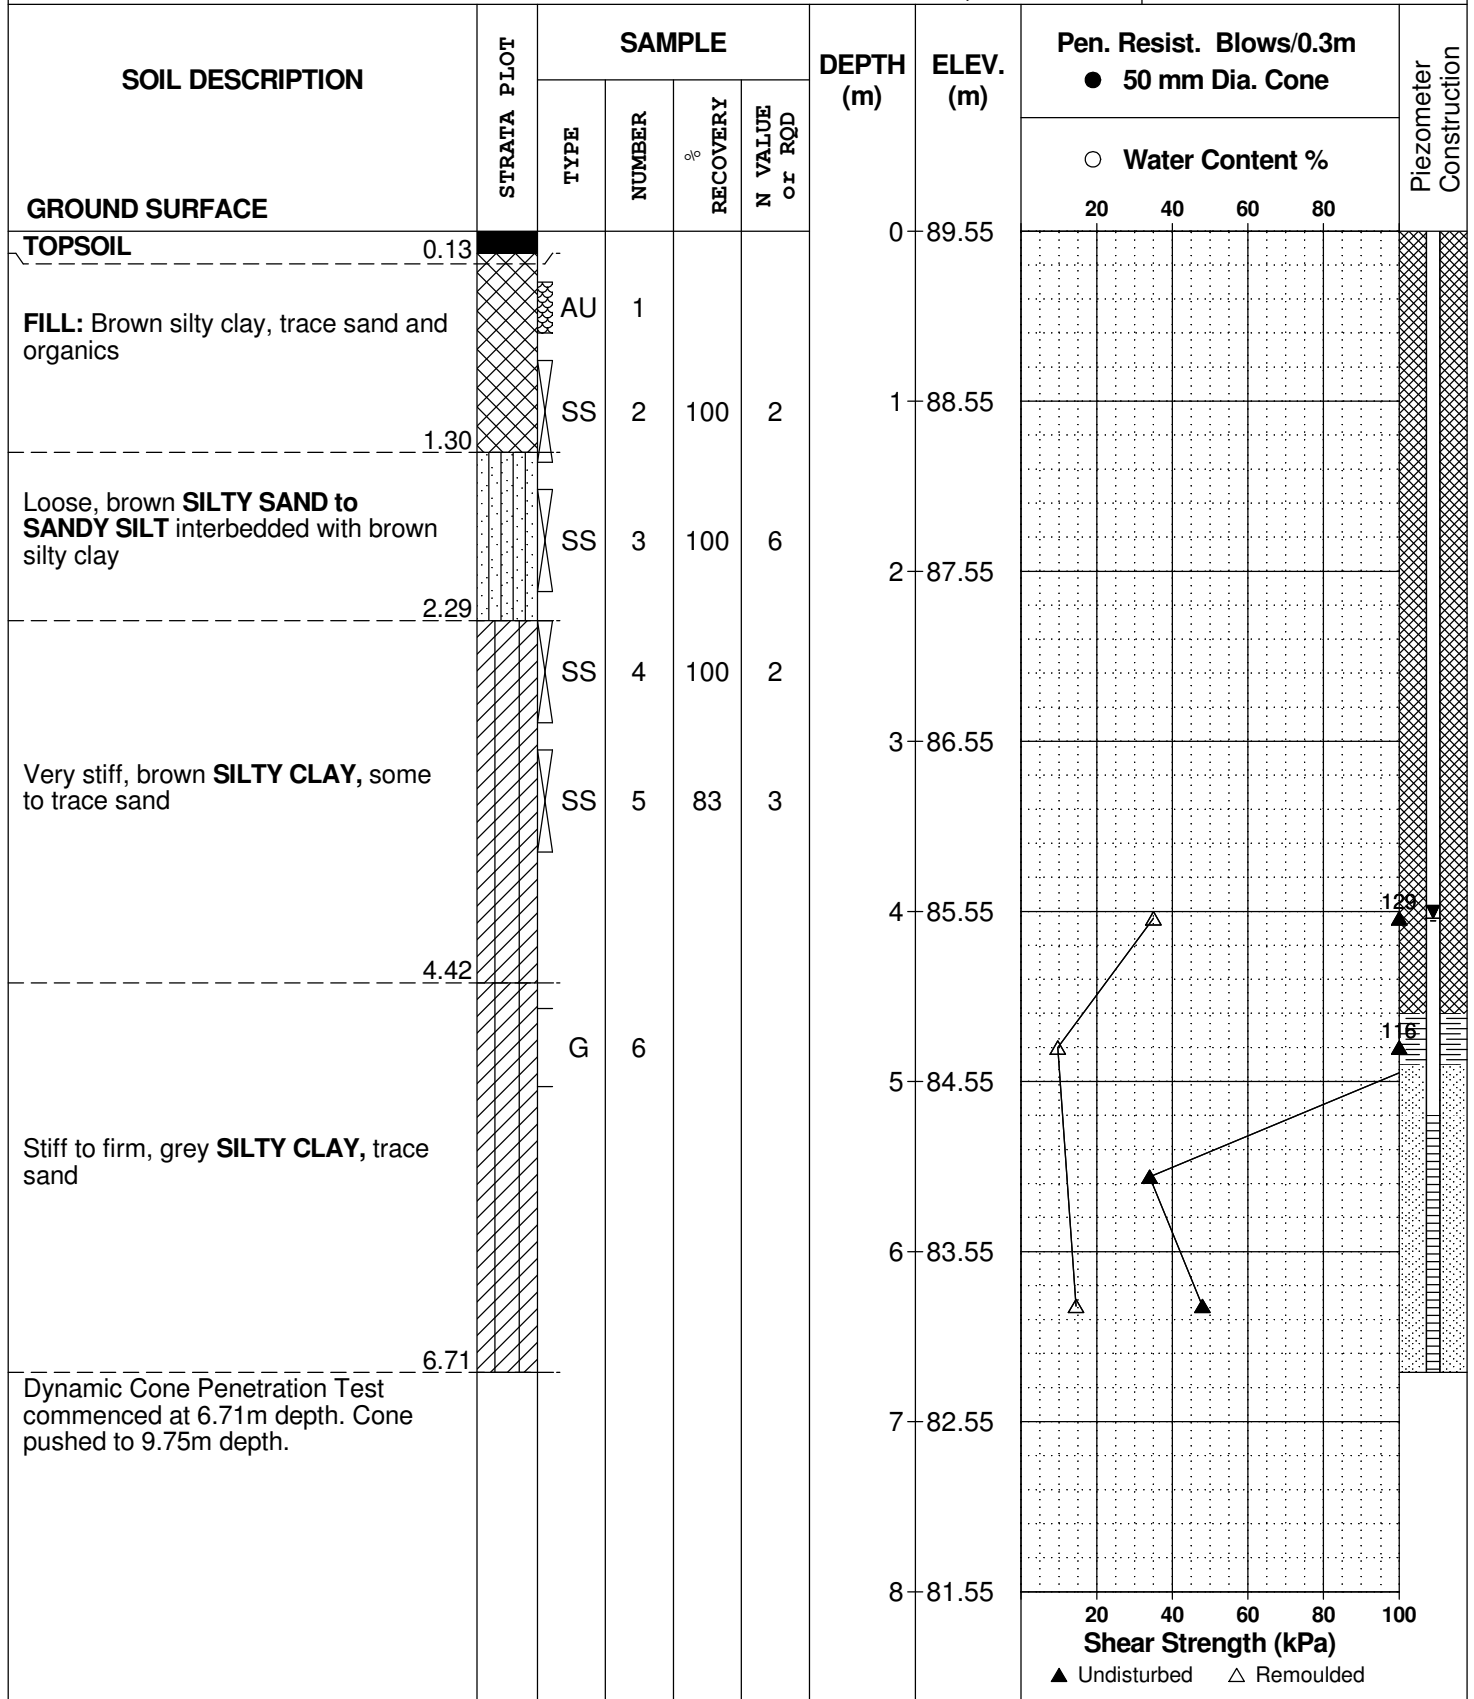 SOIL DESCRIPTION
GROUND SURFACE
STRATA PLOT
SAMPLE
TYPE
NUMBER
%
RECOVERY
N VALUE
or RQD
DEPTH
(m)
ELEV.
(m)
Pen. Resist. Blows/0.3m
● 50 mm Dia. Cone
○ Water Content %
20 40 60 80
Piezometer
Construction
TOPSOIL 0.13
FILL: Brown silty clay, trace sand and
organics
1.30
Loose, brown SILTY SAND to
SANDY SILT interbedded with brown
silty clay
2.29
Very stiff, brown SILTY CLAY, some
to trace sand
4.42
Stiff to firm, grey SILTY CLAY, trace
sand
6.71
Dynamic Cone Penetration Test
commenced at 6.71m depth. Cone
pushed to 9.75m depth.
AU 1
SS 2 100 2
SS 3 100 6
SS 4 100 2
SS 5 83 3
G 6
0 89.55
1 88.55
2 87.55
3 86.55
4 85.55
5 84.55
6 83.55
7 82.55
8 81.55
129
116
20 40 60 80 100
Shear Strength (kPa)
▲ Undisturbed △ Remoulded